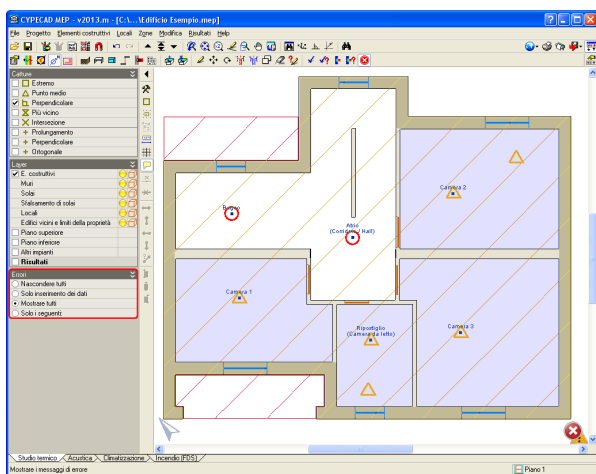 CYPECAD MEP - v2013.m - [C:\...\Edificio Esempio.mep]
File Progetto Elementi costruttivi Locali Zone Modifica Risultati Help
Catture
Estremo
Punto medio
Perpendicolare
Più vicino
Intersezione
Prolungamento
Perpendicolare
Ortogonale
Layer
E. costruttivi
Muri
Solai
Sfalsamento di solai
Locali
Edifici vicini e limiti della proprietà
Piano superiore
Piano inferiore
Altri impianti
Risultati
Errori
Nascondere tutti
Solo inserimento dei dati
Mostrare tutti
Solo i seguenti:
Camera 2
Bagno
Atrio
(Corridoio / Hall)
Camera 1
Ripostiglio
(Camera da letto)
Camera 3
Studio termico Acustica Climatizzazione Incendio (FDS)
Mostrare i messaggi di errore
Piano 1